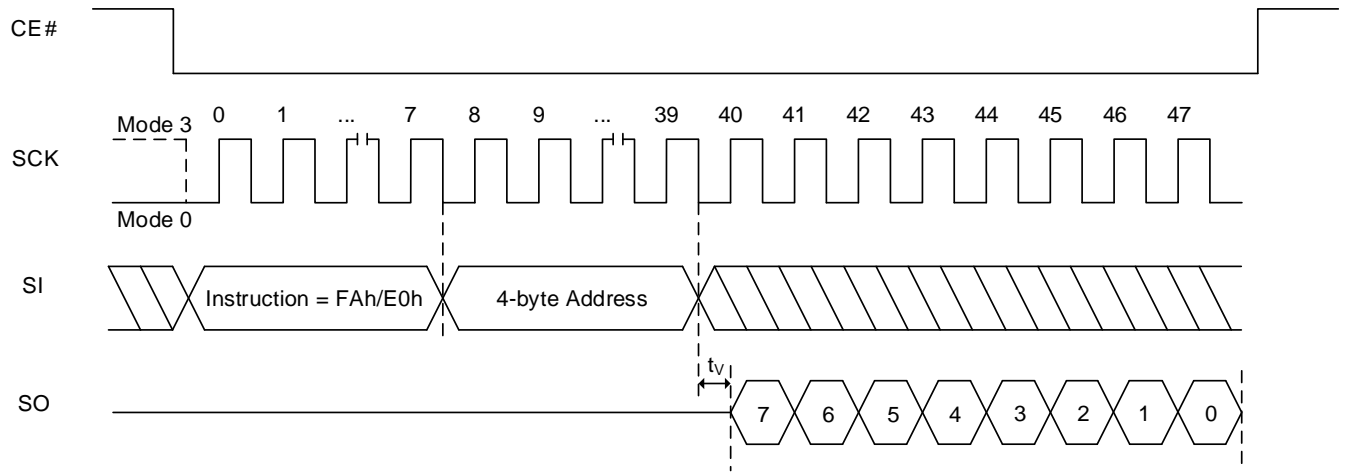 CE#
Mode 3
0 1 ... 7 8 9 ... 39 40 41 42 43 44 45 46 47
SCK
Mode 0
SI
Instruction = FAh/E0h
4-byte Address
tV
SO
7 6 5 4 3 2 1 0